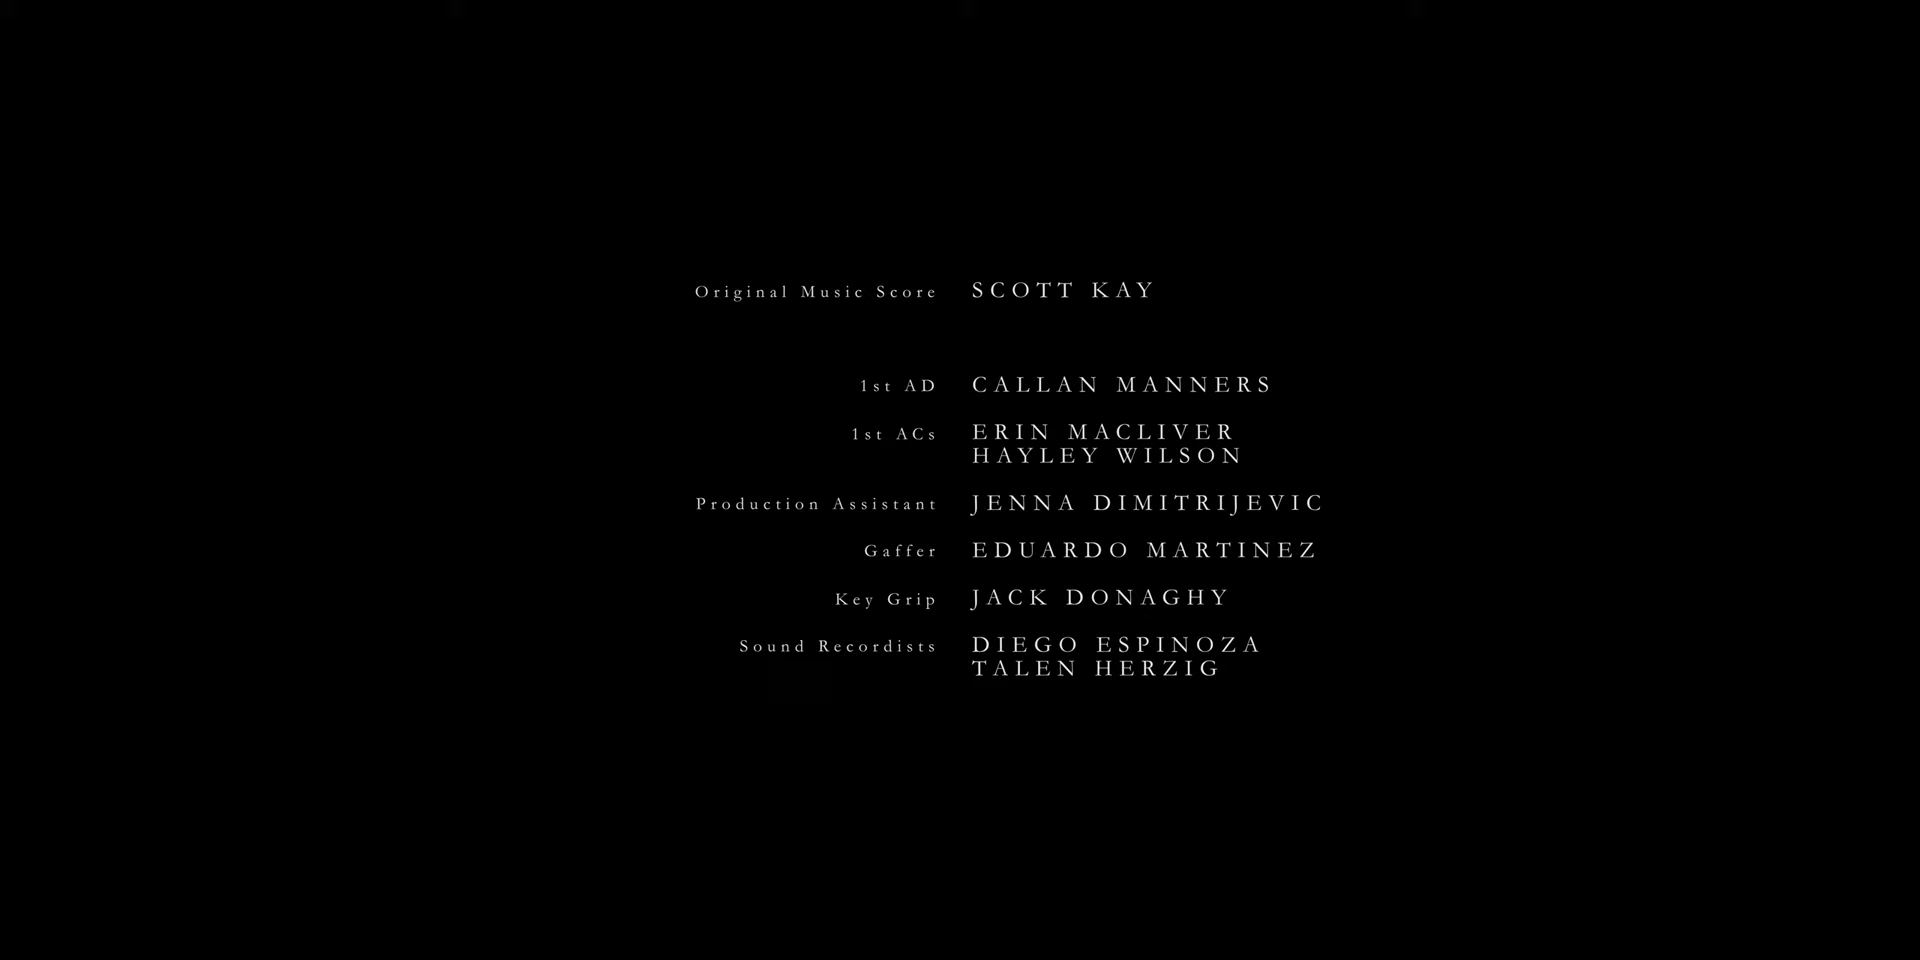 Original Music Score SCOTT KAY
1st AD CALLAN MANNERS
1st ACs ERIN MACLIVER
HAYLEY WILSON
Production Assistant JENNA DIMITRIJEVIC
Gaffer EDUARDO MARTINEZ
Key Grip JACK DONAGHY
Sound Recordists DIEGO ESPINOZA
TALEN HERZIG